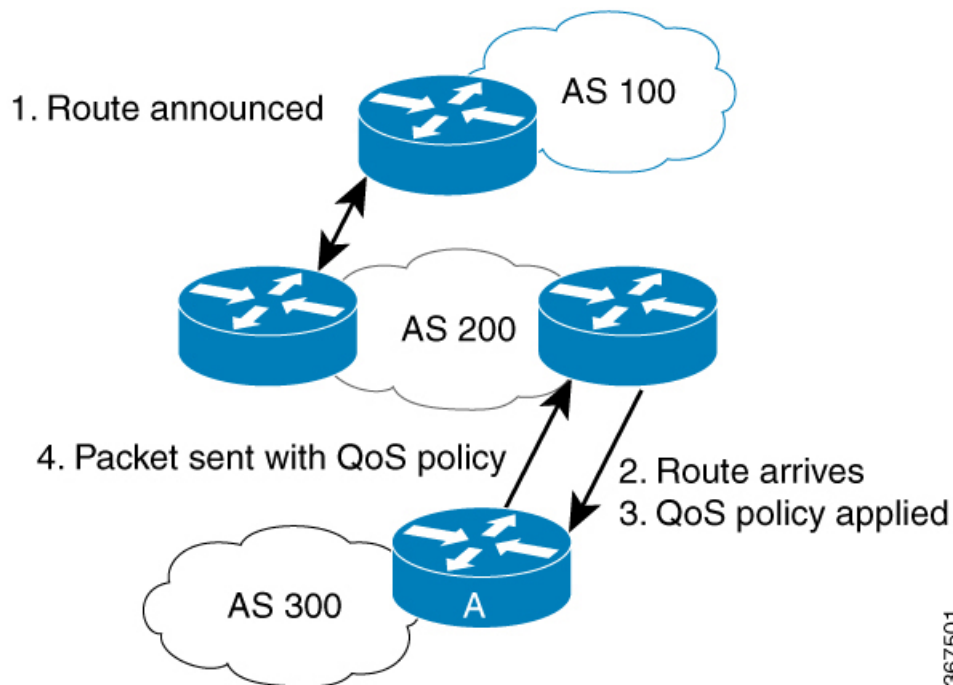 AS 100
1. Route announced
AS 200
4. Packet sent with QoS policy
2. Route arrives
3. QoS policy applied
A
AS 300
367501